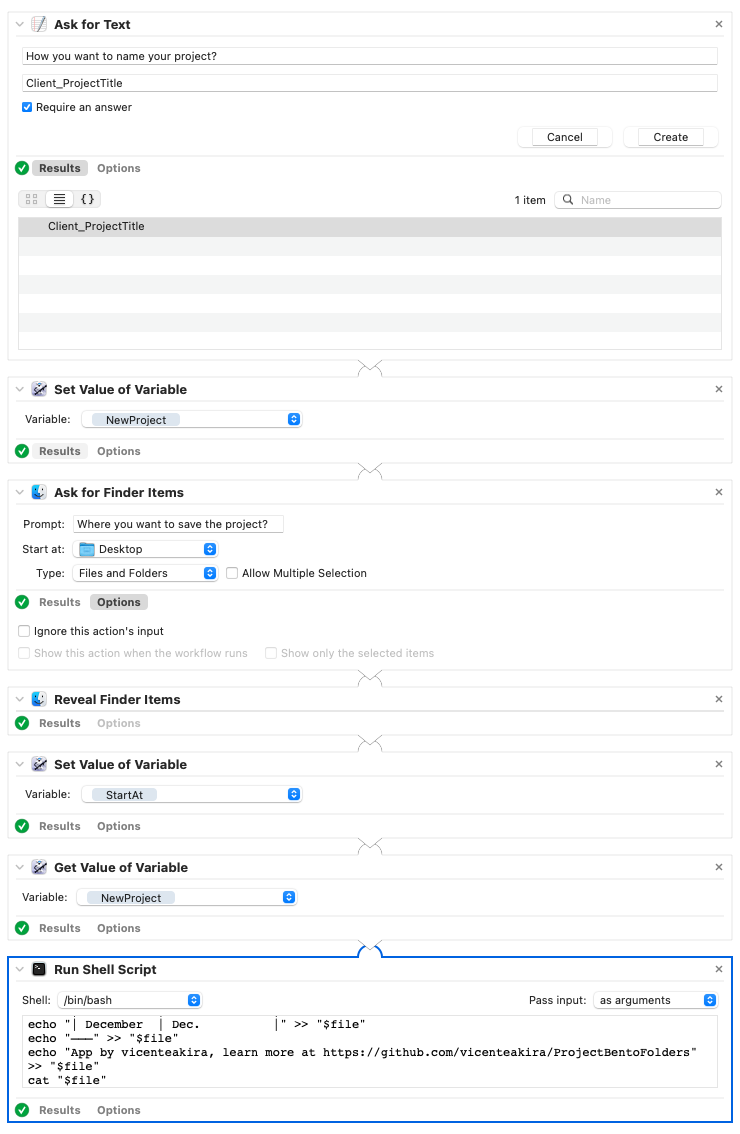 Ask for Text
How you want to name your project?
Client_ProjectTitle
Require an answer
Cancel Create
Results Options
1 item Name
Client_ProjectTitle
Set Value of Variable
Variable: NewProject
Results Options
Ask for Finder Items
Prompt: Where you want to save the project?
Start at: Desktop
Type: Files and Folders Allow Multiple Selection
Results Options
Ignore this action's input
Show this action when the workflow runs Show only the selected items
Reveal Finder Items
Results Options
Set Value of Variable
Variable: StartAt
Results Options
Get Value of Variable
Variable: NewProject
Results Options
Run Shell Script
Shell: /bin/bash Pass input: as arguments
echo "| December | Dec. |" >> "$file"
echo "———" >> "$file"
echo "App by vicenteakira, learn more at https://github.com/vicenteakira/ProjectBentoFolders"
>> "$file"
cat "$file"
Results Options